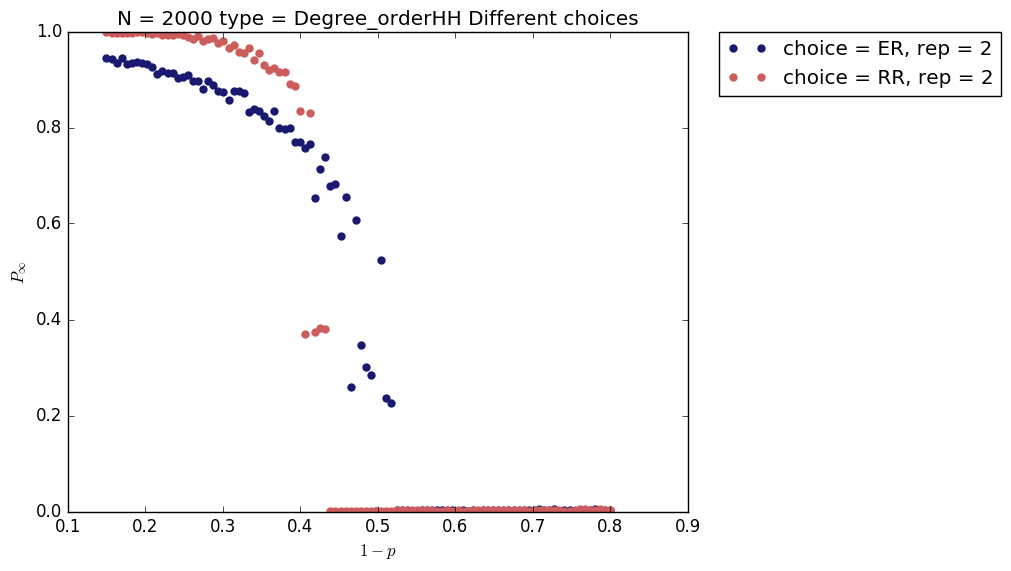 N = 2000 type = Degree_orderHH Different choices
choice = ER, rep = 2
choice = RR, rep = 2
1.0
0.8
0.6
0.4
0.2
0.0
P∞
0.1 0.2 0.3 0.4 0.5 0.6 0.7 0.8 0.9
1 − p